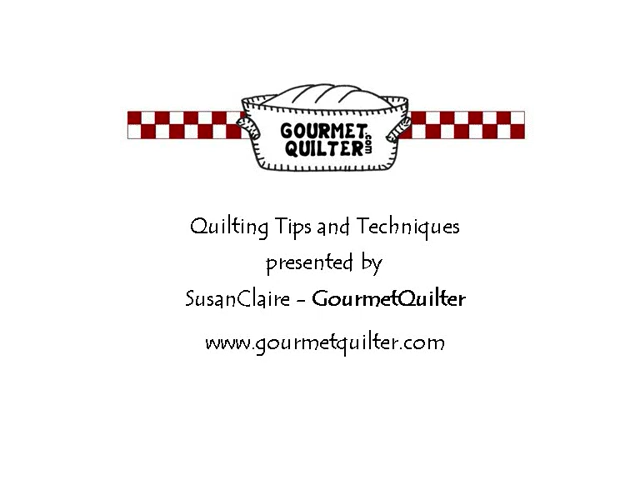 GOURMET
QUILTER.com
Quilting Tips and Techniques
presented by
SusanClaire - GourmetQuilter
www.gourmetquilter.com